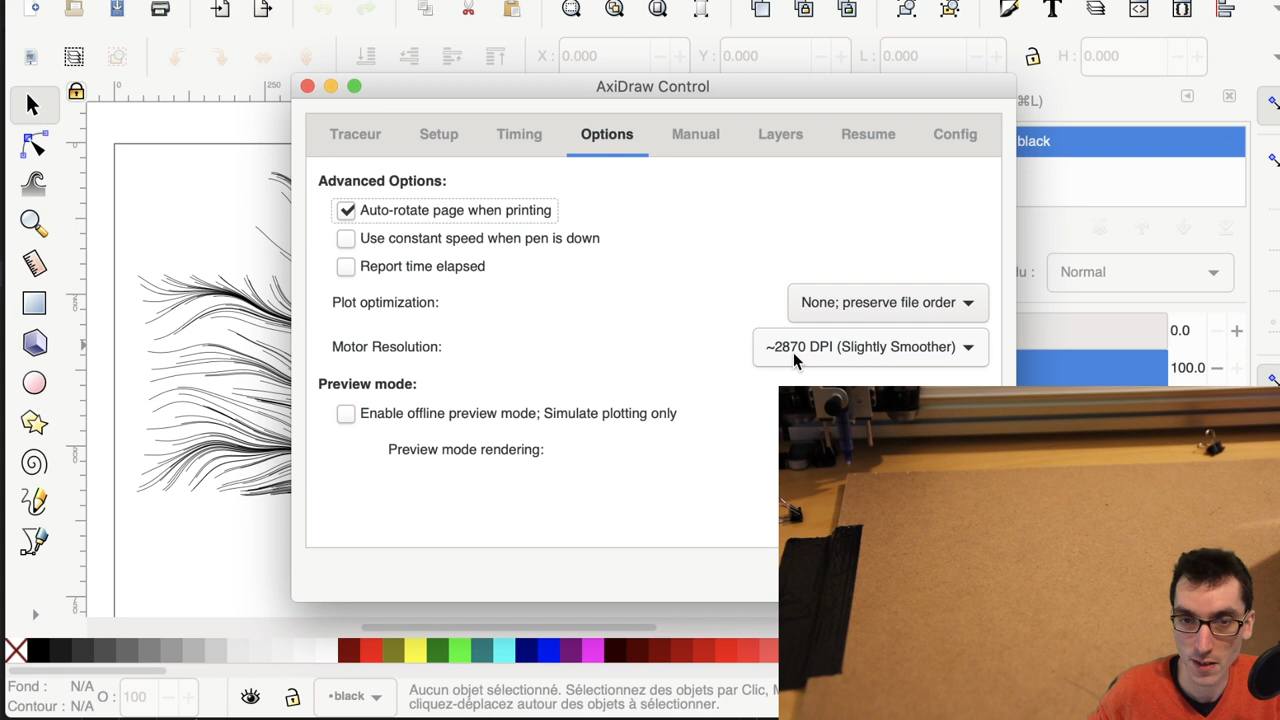 X : 0.000 Y : 0.000 L : 0.000 H : 0.000
0 250
AxiDraw Control
⌘L)
Traceur Setup Timing Options Manual Layers Resume Config
black
Advanced Options:
Auto-rotate page when printing
Use constant speed when pen is down
Report time elapsed
lu : Normal
Plot optimization: None; preserve file order
0.0
Motor Resolution: ~2870 DPI (Slightly Smoother)
100.0
Preview mode:
Enable offline preview mode; Simulate plotting only
Preview mode rendering:
Fond : N/A
Contour : N/A
O : 100
•black
Aucun objet sélectionné. Sélectionnez des objets par Clic, M
cliquez-déplacez autour des objets à sélectionner.